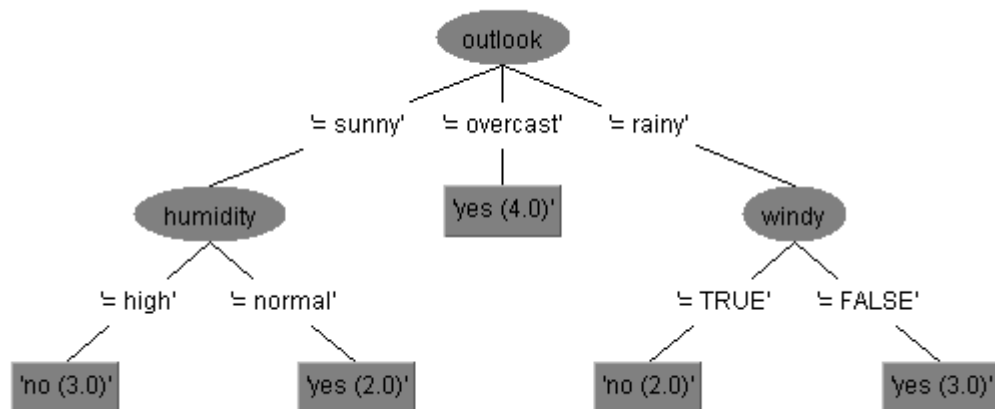 outlook
'= sunny' '= overcast' '= rainy'
humidity 'yes (4.0)' windy
'= high' '= normal' '= TRUE' '= FALSE'
'no (3.0)' 'yes (2.0)' 'no (2.0)' 'yes (3.0)'